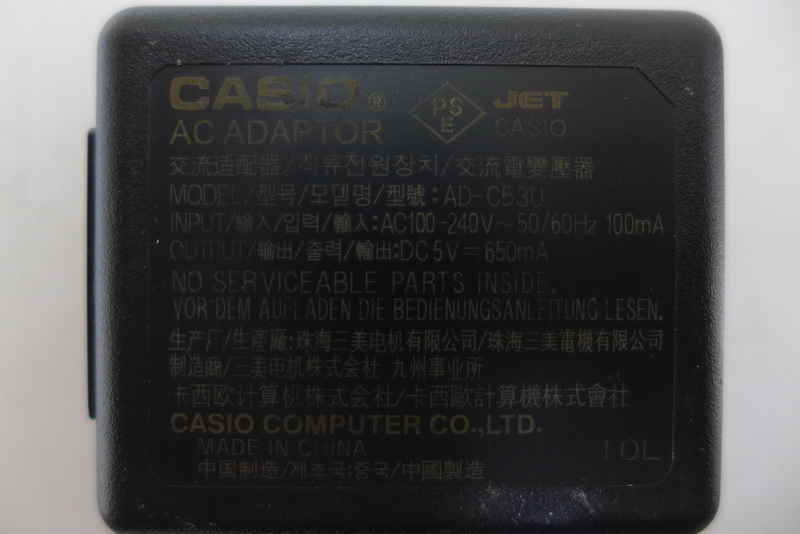 CASIO® PSE JET
AC ADAPTOR CASIO
交流适配器/직류전원장치/交流電變壓器
MODEL/型号/모델명/型號:AD-C53U
INPUT/输入/입력/輸入:AC100-240V～50/60Hz 100mA
OUTPUT/输出/출력/輸出:DC5V⎓650mA
NO SERVICEABLE PARTS INSIDE.
VOR DEM AUFLADEN DIE BEDIENUNGSANLEITUNG LESEN.
生产厂/生產廠:珠海三美电机有限公司/珠海三美電機有限公司
制造商/三美电机株式会社 九州事业所
卡西欧计算机株式会社/卡西歐計算機株式會社
CASIO COMPUTER CO.,LTD.
MADE IN CHINA 10L
中国制造/제조국:중국/中國製造